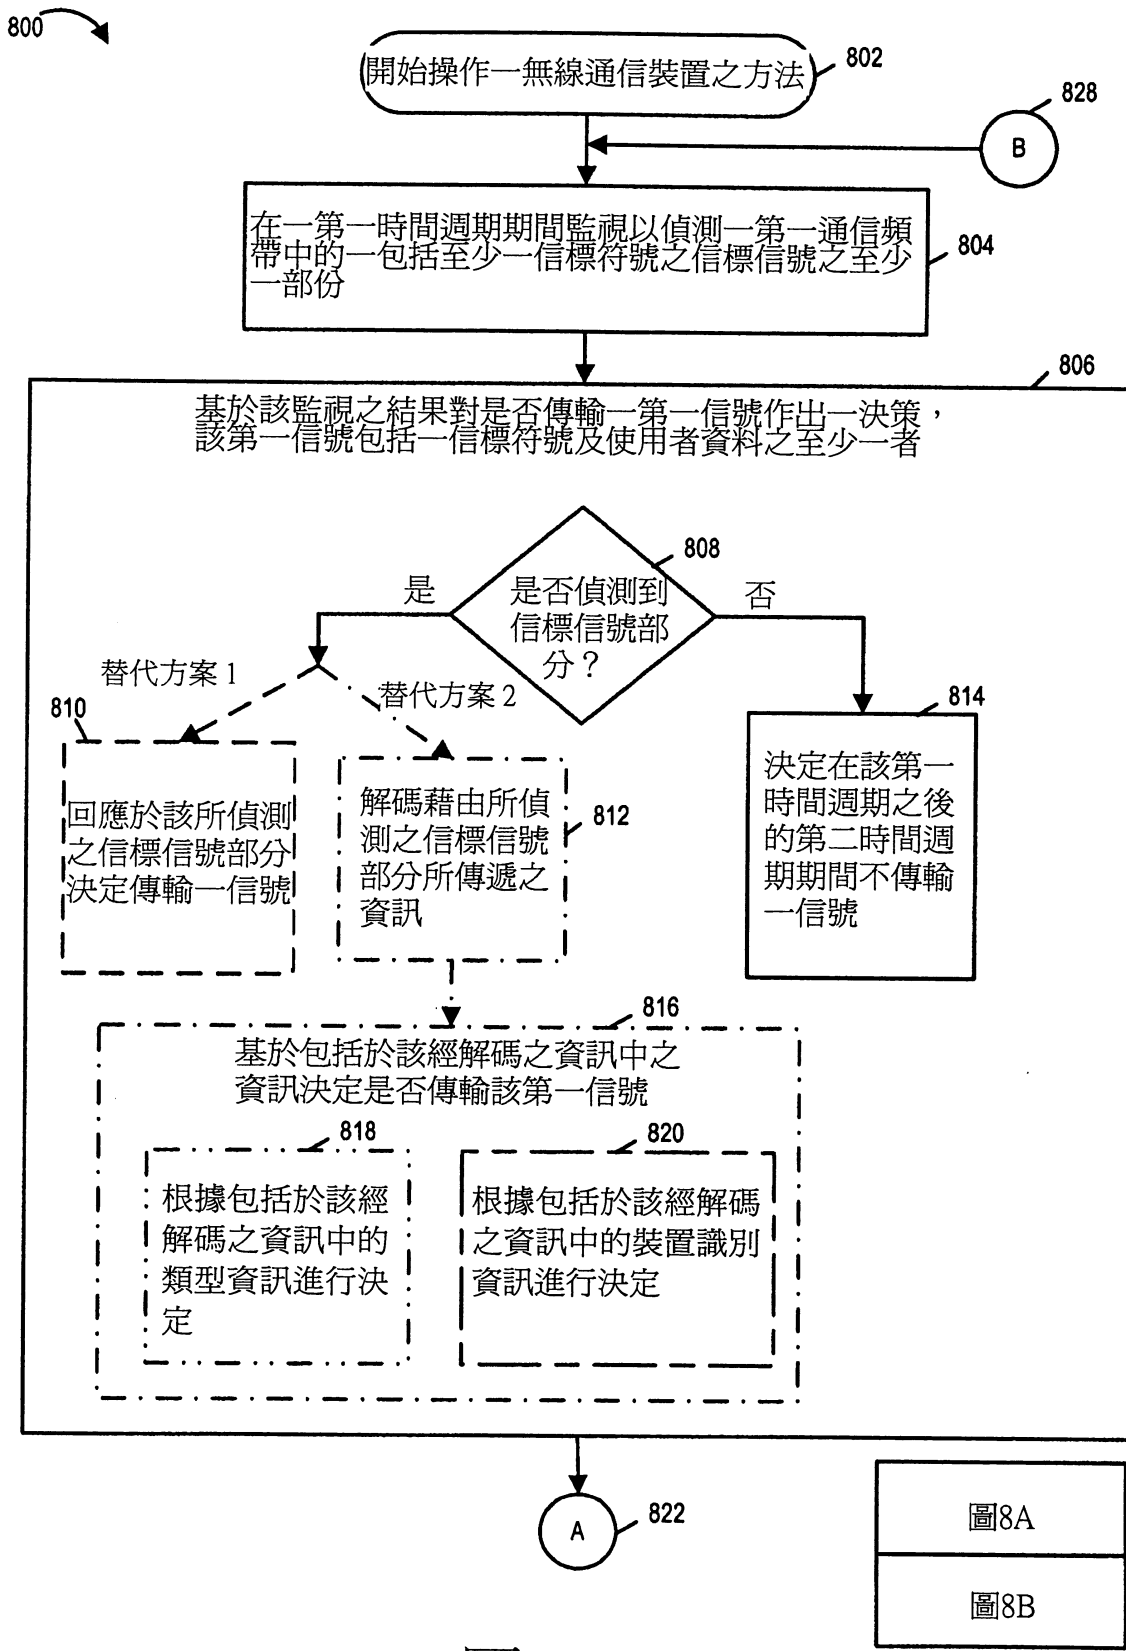 800
開始操作一無線通信裝置之方法
802
828
B
在一第一時間週期期間監視以偵測一第一通信頻
帶中的一包括至少一信標符號之信標信號之至少
一部份
804
806
基於該監視之結果對是否傳輸一第一信號作出一決策，
該第一信號包括一信標符號及使用者資料之至少一者
808
是否偵測到
信標信號部
分？
是
否
替代方案1
替代方案2
810
回應於該所偵測
之信標信號部分
決定傳輸一信號
解碼藉由所偵
測之信標信號
部分所傳遞之
資訊
812
814
決定在該第一
時間週期之後
的第二時間週
期期間不傳輸
一信號
816
基於包括於該經解碼之資訊中之
資訊決定是否傳輸該第一信號
818
根據包括於該經
解碼之資訊中的
類型資訊進行決
定
820
根據包括於該經解碼
之資訊中的裝置識別
資訊進行決定
A
822
圖8A
圖8B